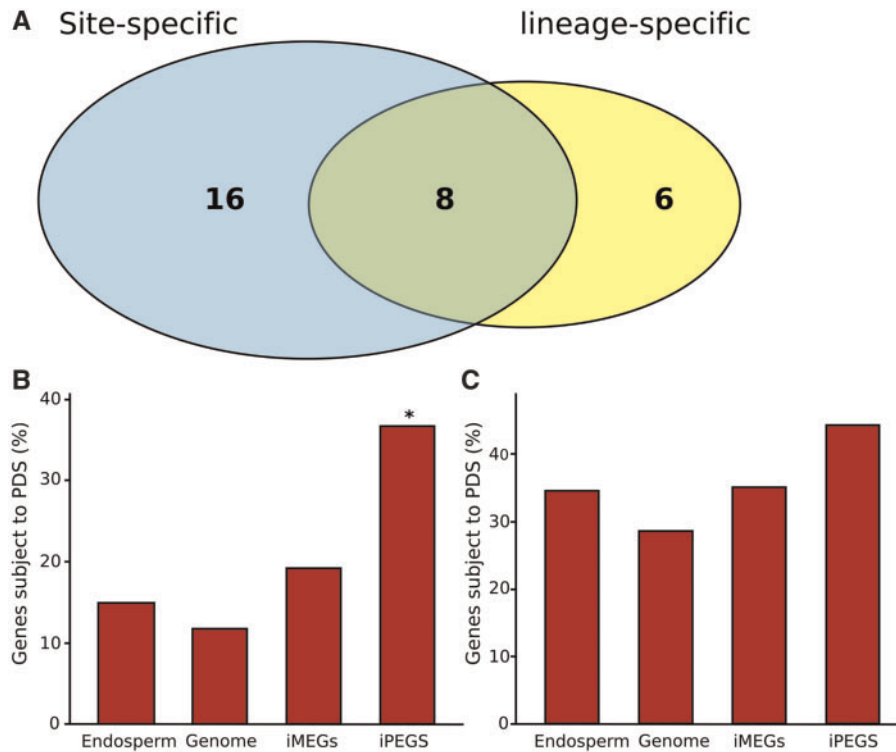 A
Site-specific
lineage-specific
16
8
6
B
Genes subject to PDS (%)
40
30
20
10
0
*
Endosperm
Genome
iMEGs
iPEGS
C
Genes subject to PDS (%)
40
30
20
10
0
Endosperm
Genome
iMEGs
iPEGS